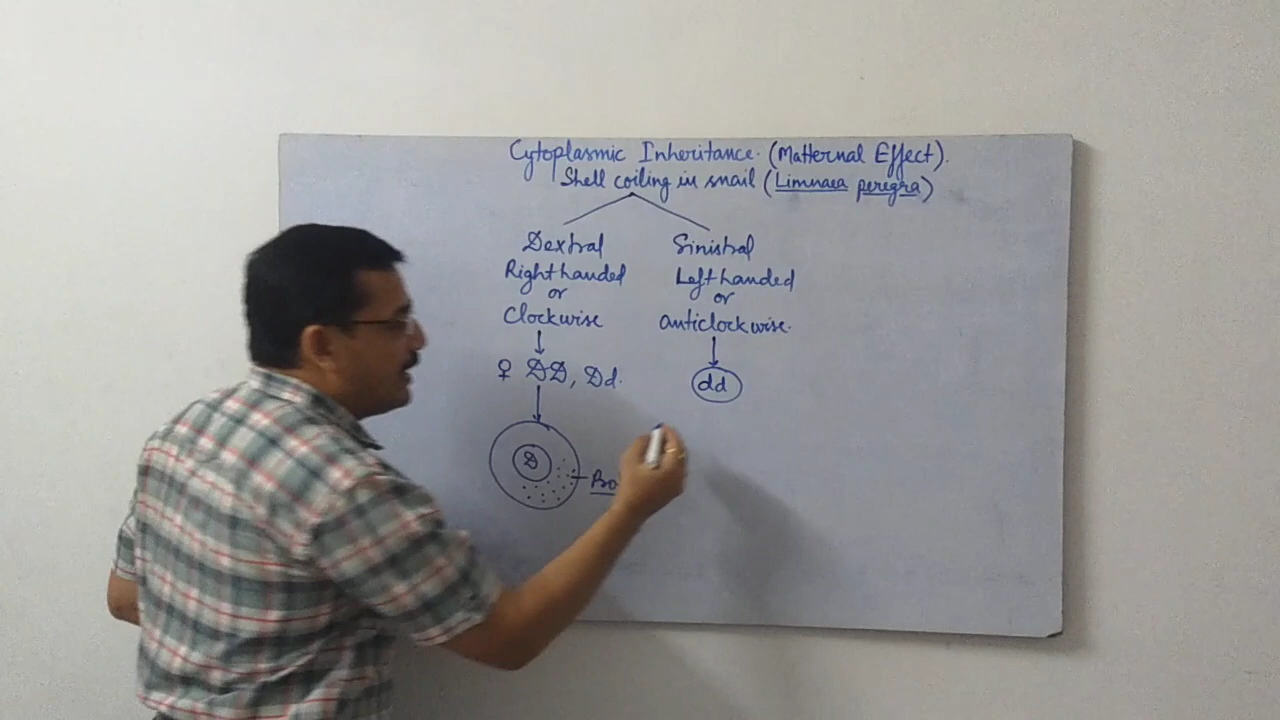 Cytoplasmic Inheritance. (Matternal Effect).
Shell coiling in snail (Limnaea peregra)
Dextral
Right handed
or
Clockwise
♀ DD, Dd.
D
Sinistral
Left handed
or
anticlockwise.
dd